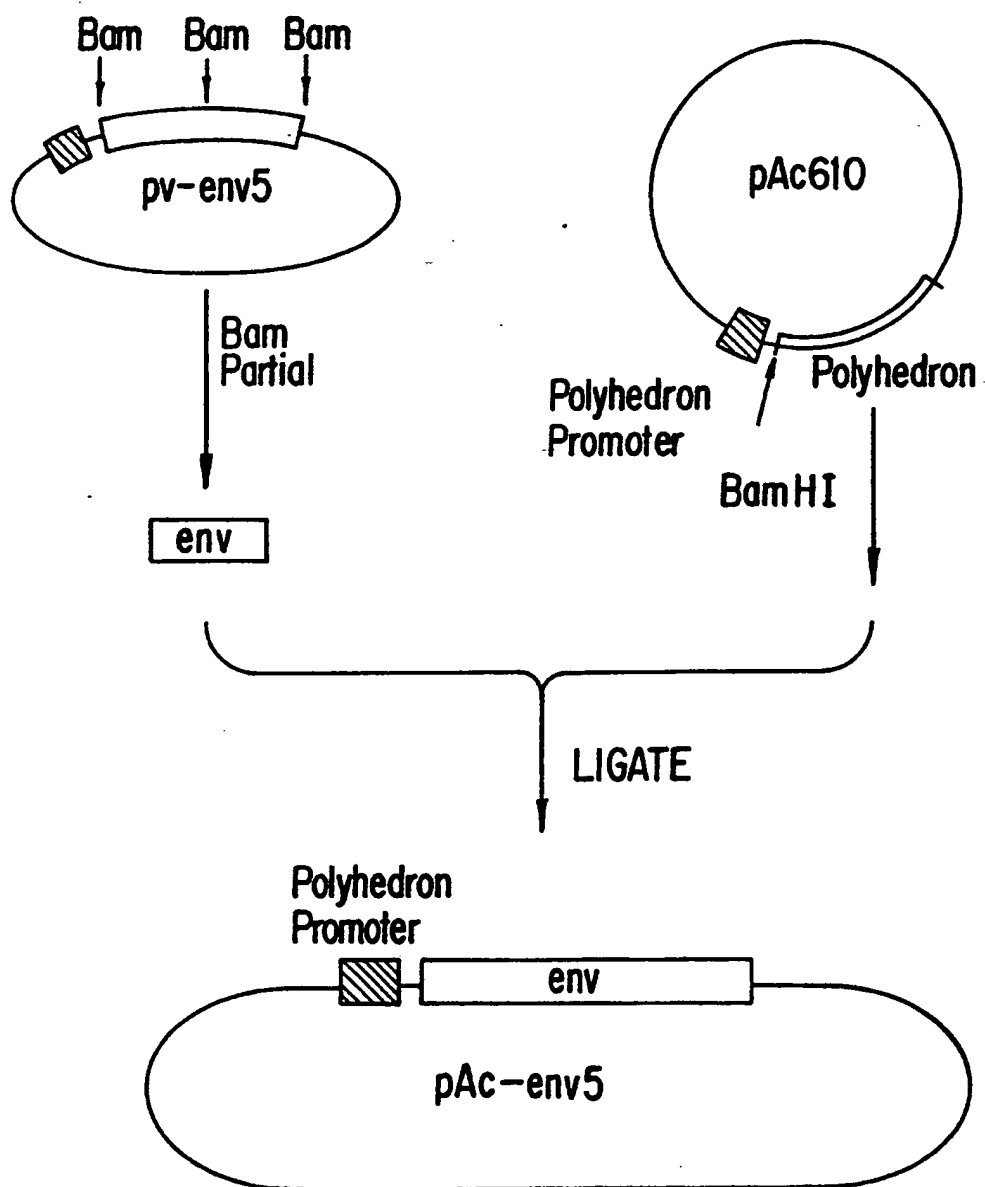 Bam Bam Bam
pv-env5
pAc610
Bam
Partial
Polyhedron
Promoter
Polyhedron
BamHI
env
LIGATE
Polyhedron
Promoter
env
pAc-env5